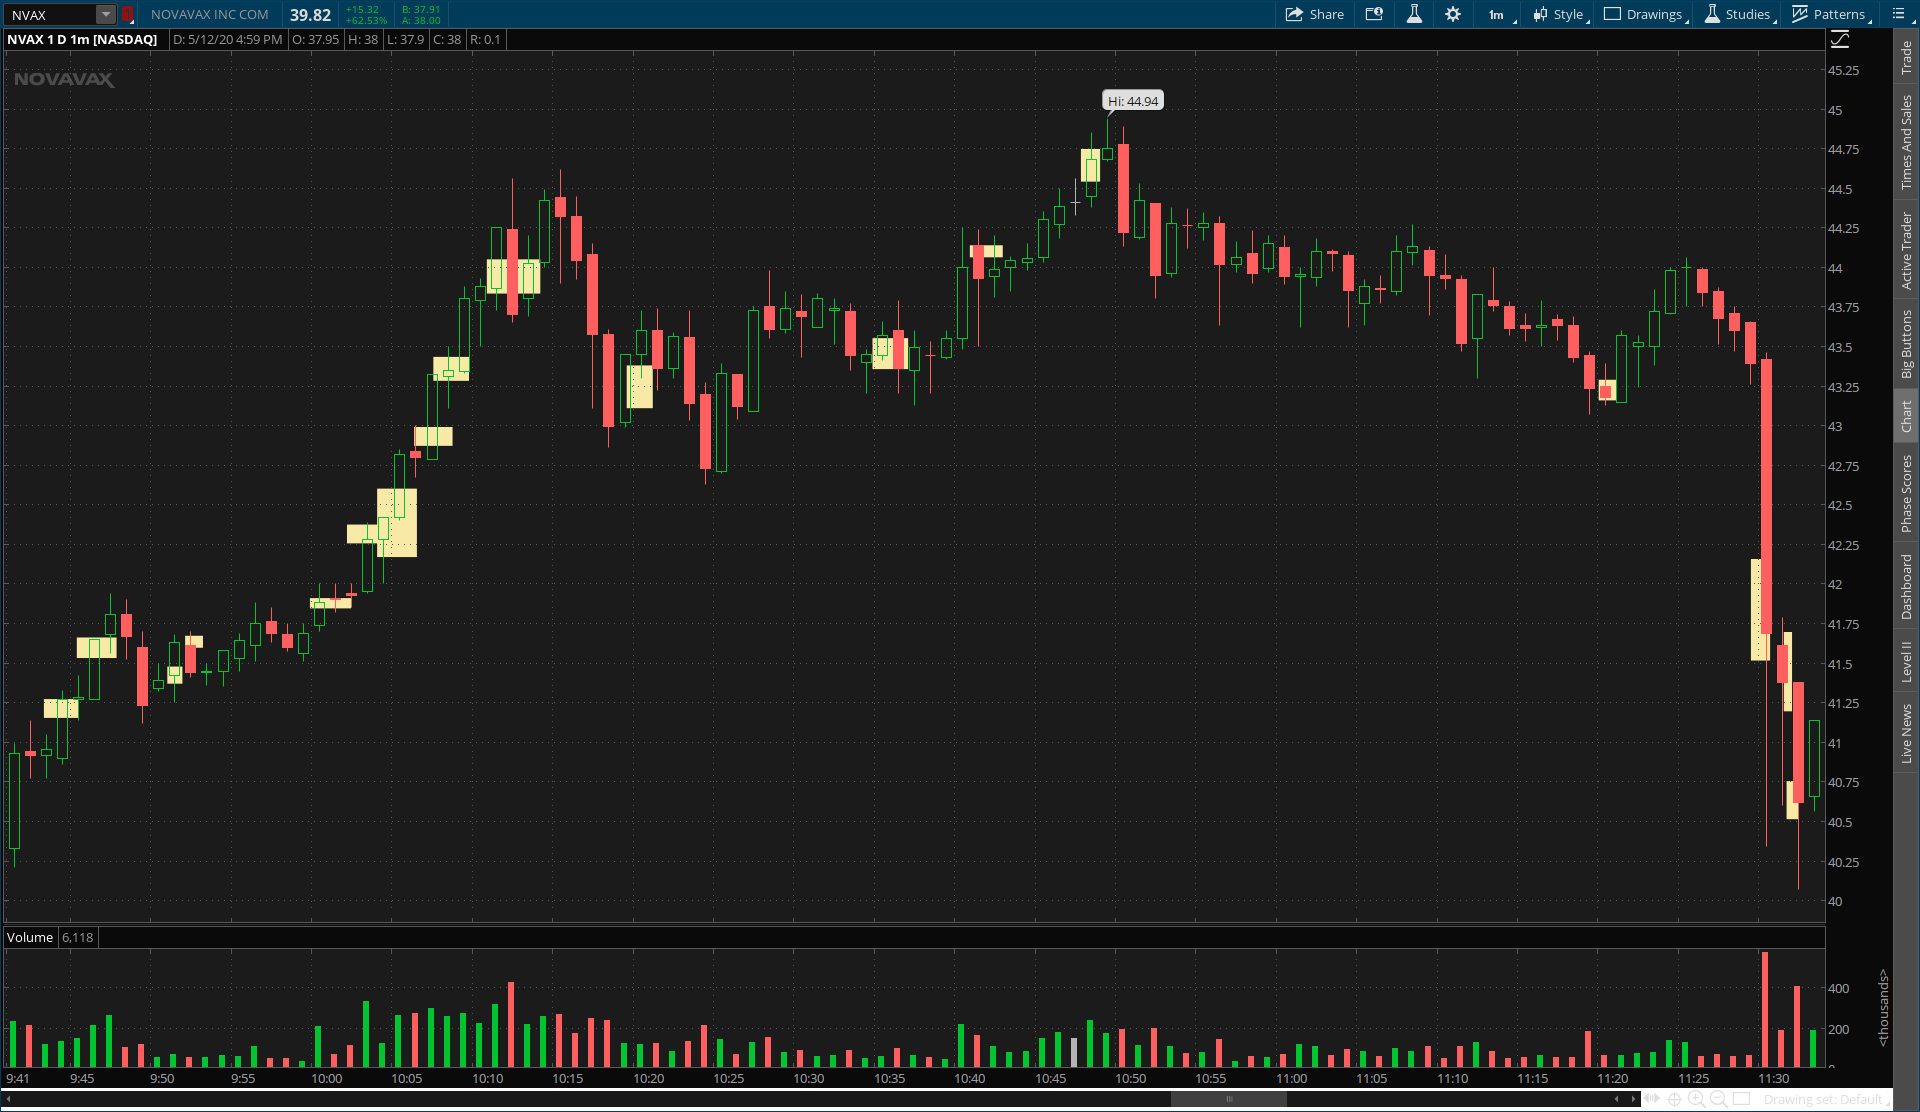 NVAX
1
NOVAVAX INC COM
39.82
+15.32
+62.53%
B: 37.91
A: 38.00
Share
1m
Style
Drawings
Studies
Patterns
NVAX 1 D 1m [NASDAQ]
D: 5/12/20 4:59 PM
O: 37.95
H: 38
L: 37.9
C: 38
R: 0.1
NOVAVAX
Hi: 44.94
45.25
45
44.75
44.5
44.25
44
43.75
43.5
43.25
43
42.75
42.5
42.25
42
41.75
41.5
41.25
41
40.75
40.5
40.25
40
Trade
Times And Sales
Active Trader
Big Buttons
Chart
Phase Scores
Dashboard
Level II
Live News
Volume
6,118
400
200
0
<thousands>
9:41
9:45
9:50
9:55
10:00
10:05
10:10
10:15
10:20
10:25
10:30
10:35
10:40
10:45
10:50
10:55
11:00
11:05
11:10
11:15
11:20
11:25
11:30
Drawing set: Default